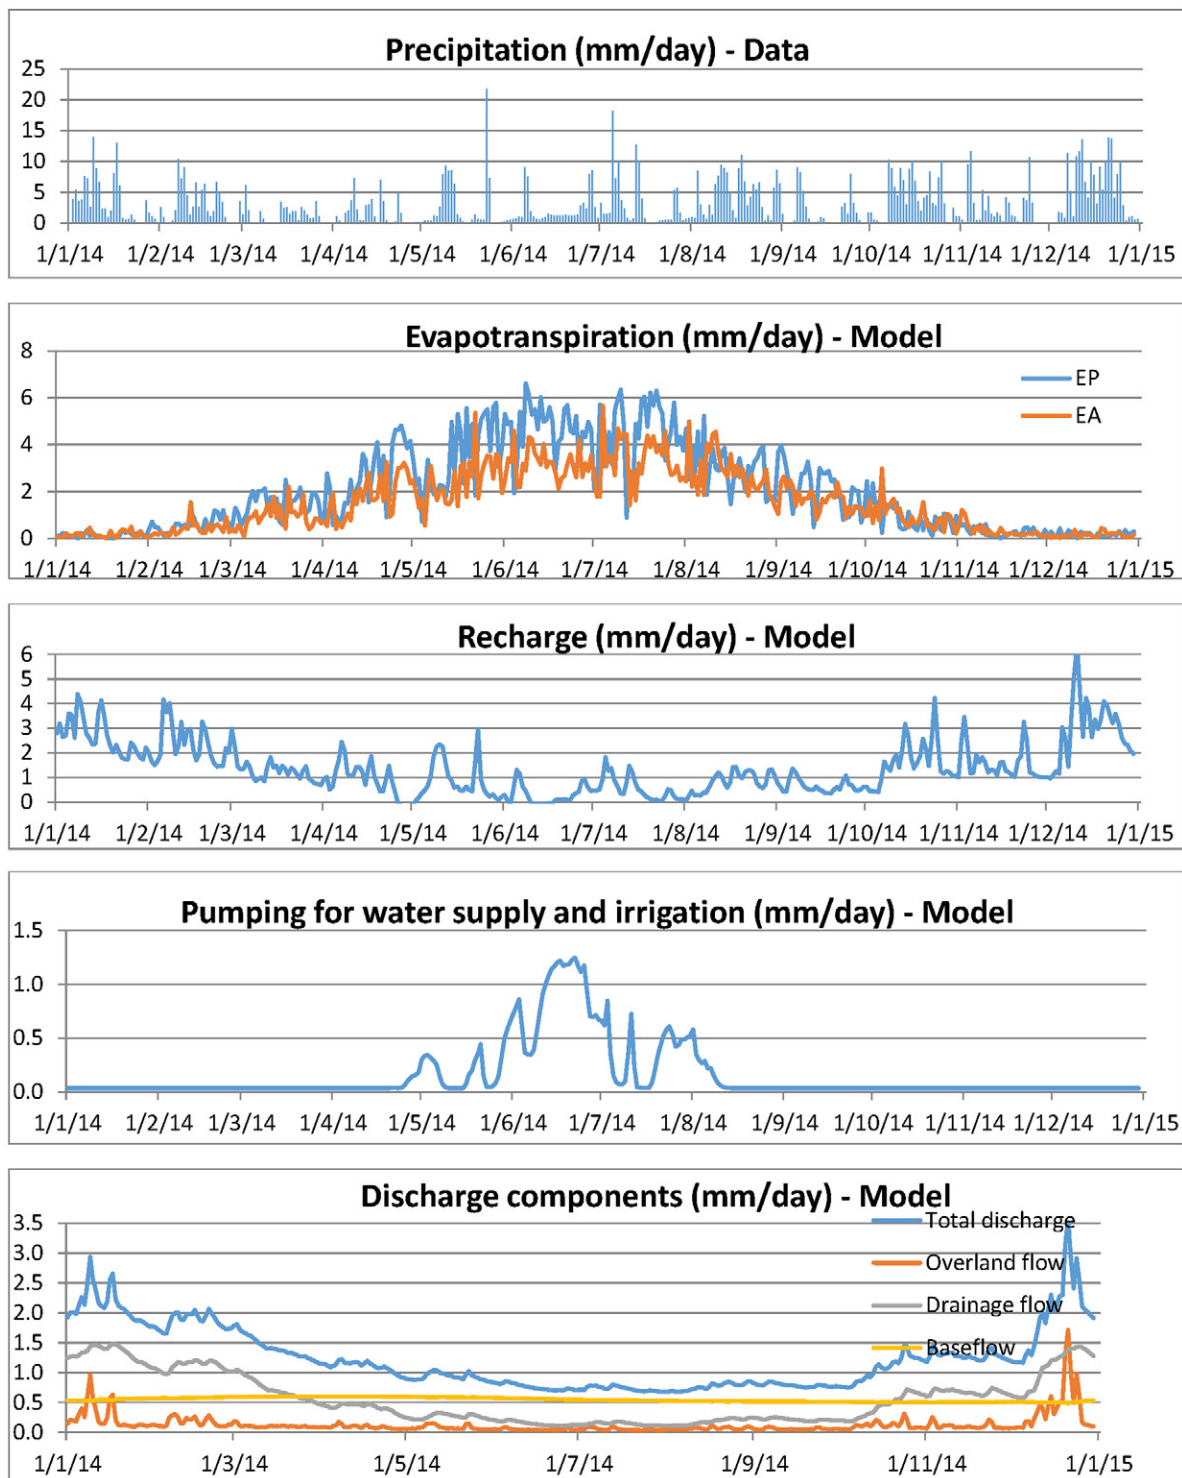 Precipitation (mm/day) - Data
25
20
15
10
5
0
1/1/14 1/2/14 1/3/14 1/4/14 1/5/14 1/6/14 1/7/14 1/8/14 1/9/14 1/10/14 1/11/14 1/12/14 1/1/15
Evapotranspiration (mm/day) - Model
8
EP
6
EA
4
2
0
1/1/14 1/2/14 1/3/14 1/4/14 1/5/14 1/6/14 1/7/14 1/8/14 1/9/14 1/10/14 1/11/14 1/12/14 1/1/15
Recharge (mm/day) - Model
6
5
4
3
2
1
0
1/1/14 1/2/14 1/3/14 1/4/14 1/5/14 1/6/14 1/7/14 1/8/14 1/9/14 1/10/14 1/11/14 1/12/14 1/1/15
Pumping for water supply and irrigation (mm/day) - Model
1.5
1.0
0.5
0.0
1/1/14 1/2/14 1/3/14 1/4/14 1/5/14 1/6/14 1/7/14 1/8/14 1/9/14 1/10/14 1/11/14 1/12/14 1/1/15
Discharge components (mm/day) - Model
3.5 Total discharge
3.0
Overland flow
2.5
2.0 Drainage flow
1.5
Baseflow
1.0
0.5
0.0
1/1/14 1/3/14 1/5/14 1/7/14 1/9/14 1/11/14 1/1/15